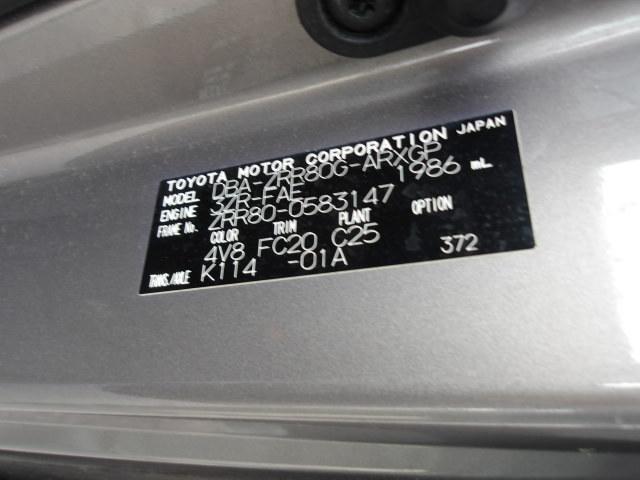 TOYOTA MOTOR CORPORATION JAPAN
MODEL DBA-ZRR80G-ARXGP
ENGINE 3ZR-FAE 1986 mL
FRAME No. ZRR80-0583147
COLOR TRIM PLANT OPTION
4V8 FC20 C25 372
TRANS./AXLE K114 -01A